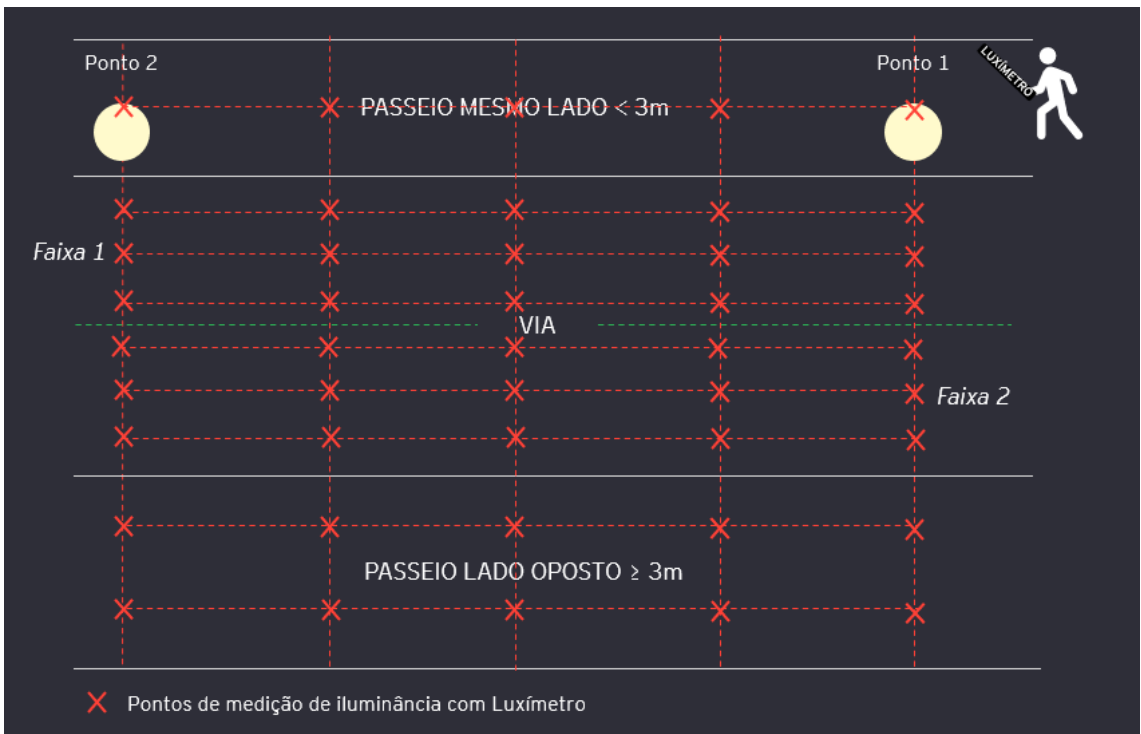 Ponto 2
Ponto 1
LUXÍMETRO
PASSEIO MESMO LADO < 3m
Faixa 1
VIA
Faixa 2
PASSEIO LADO OPOSTO ≥ 3m
Pontos de medição de iluminância com Luxímetro